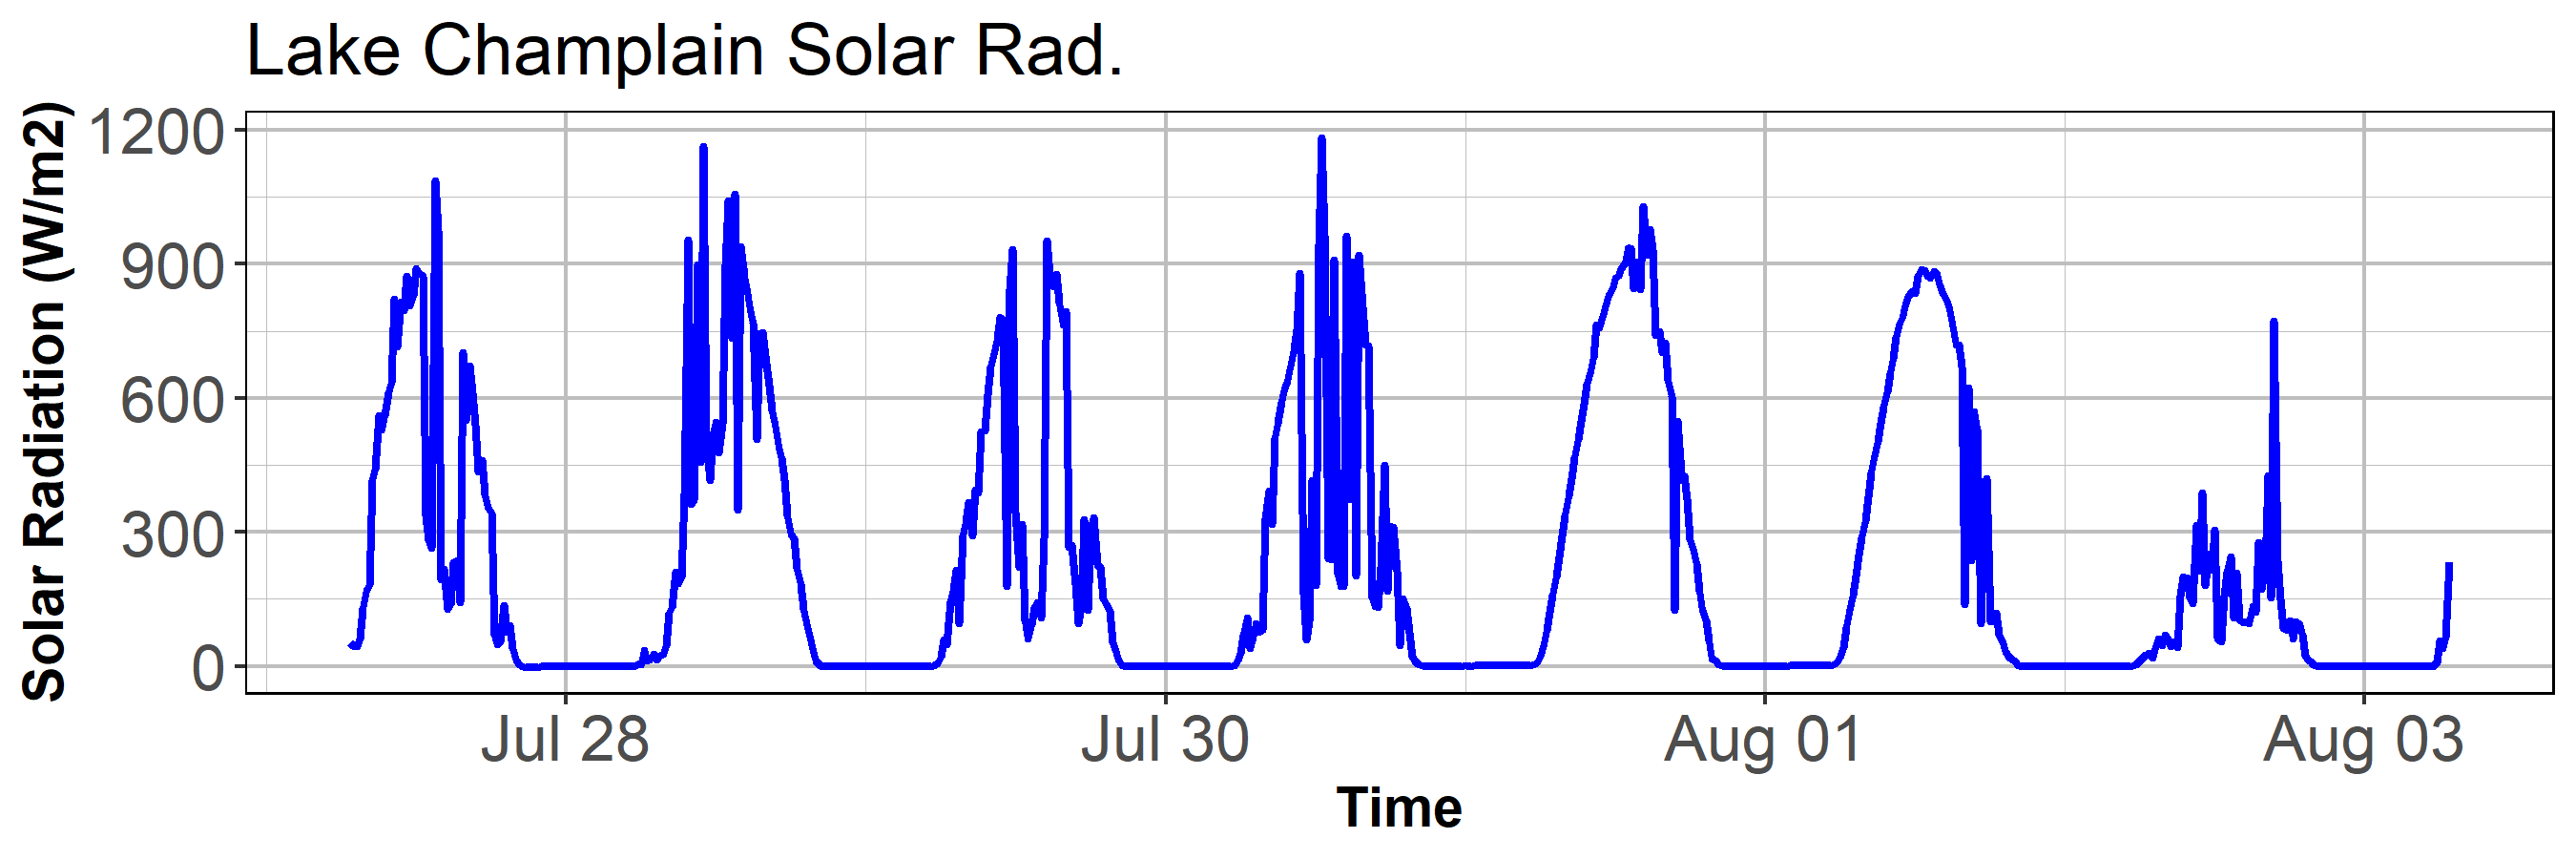 Lake Champlain Solar Rad.
Solar Radiation (W/m2)
1200
900
600
300
0
Jul 28
Jul 30
Aug 01
Aug 03
Time